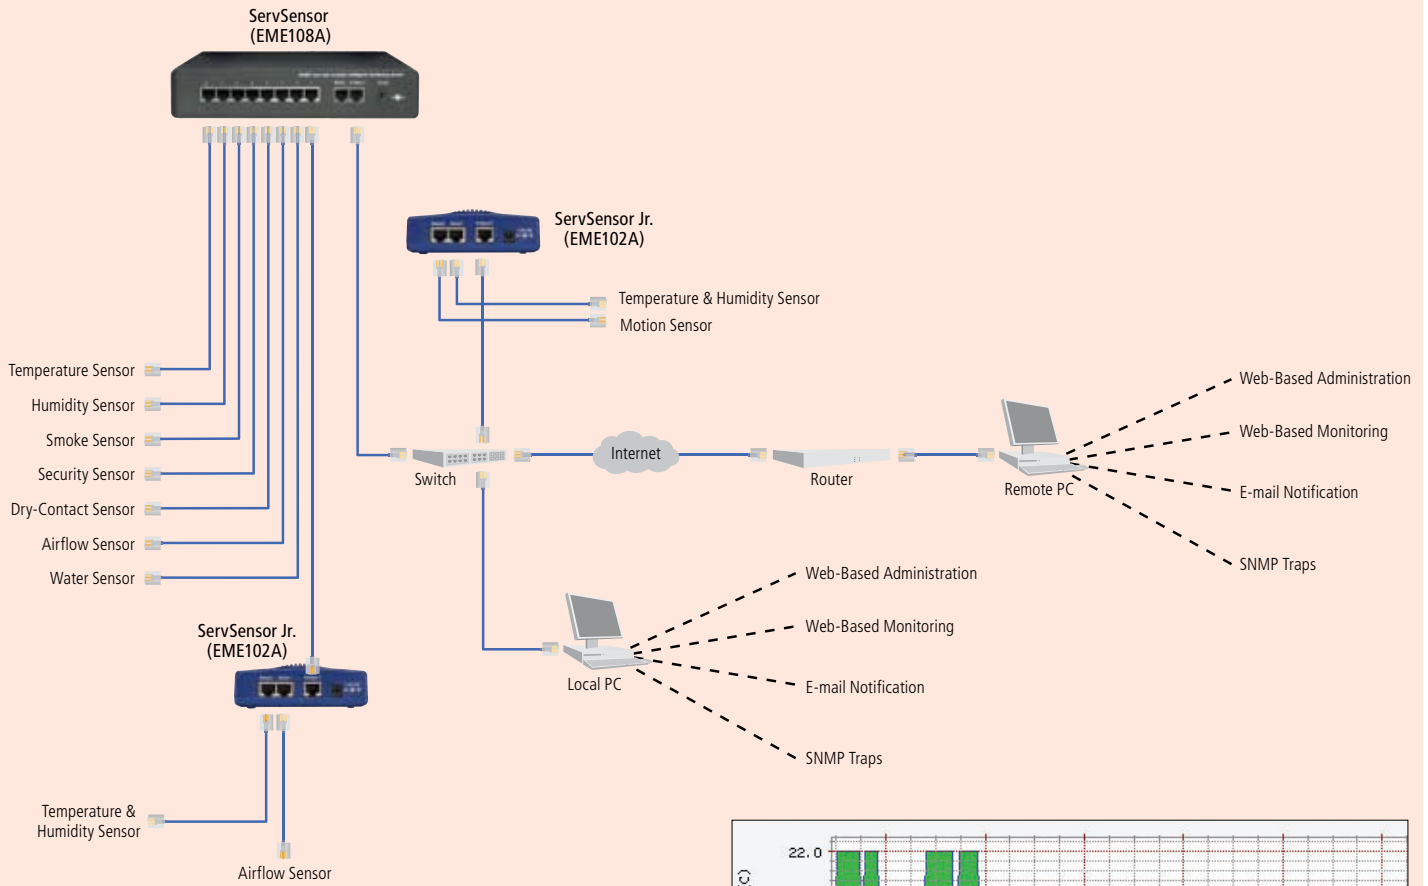 ServSensor
(EME108A)
ServSensor Jr.
(EME102A)
Temperature & Humidity Sensor
Motion Sensor
Temperature Sensor
Humidity Sensor
Smoke Sensor
Security Sensor
Dry-Contact Sensor
Airflow Sensor
Water Sensor
Switch
Internet
Router
Remote PC
Web-Based Administration
Web-Based Monitoring
E-mail Notification
SNMP Traps
Local PC
Web-Based Administration
Web-Based Monitoring
E-mail Notification
SNMP Traps
ServSensor Jr.
(EME102A)
Temperature &
Humidity Sensor
Airflow Sensor
22.0